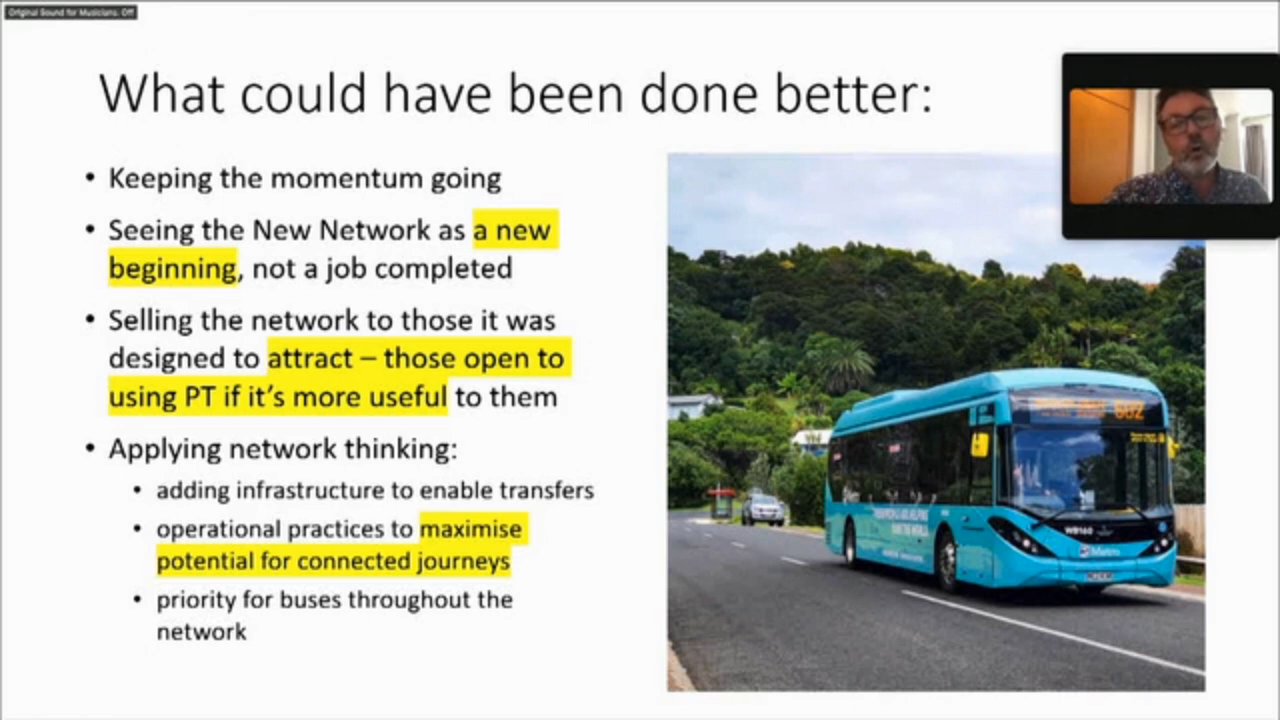 Original Sound for Musicians: Off
What could have been done better:
• Keeping the momentum going
• Seeing the New Network as a new
beginning, not a job completed
• Selling the network to those it was
designed to attract – those open to
using PT if it's more useful to them
• Applying network thinking:
• adding infrastructure to enable transfers
• operational practices to maximise
potential for connected journeys
• priority for buses throughout the
network
602
WB160
Metro